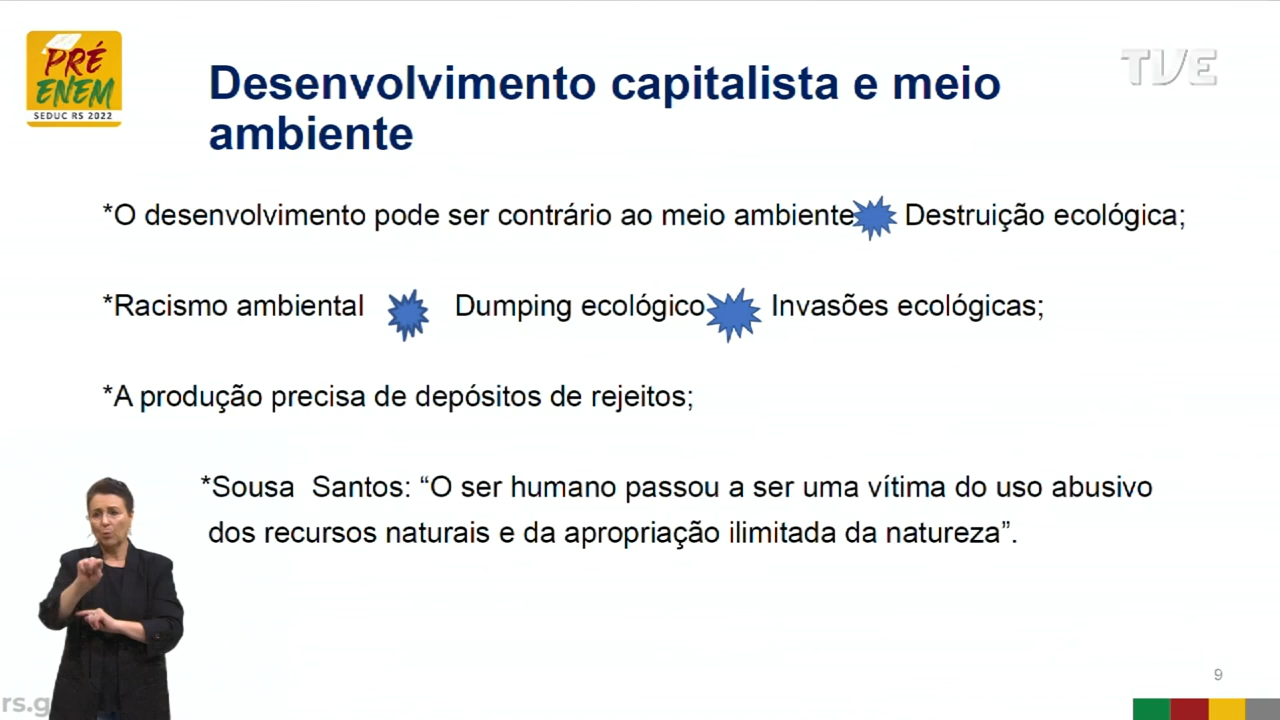 PRÉ
ENEM
SEDUC RS 2022
TVE
Desenvolvimento capitalista e meio
ambiente
*O desenvolvimento pode ser contrário ao meio ambiente Destruição ecológica;
*Racismo ambiental Dumping ecológico Invasões ecológicas;
*A produção precisa de depósitos de rejeitos;
*Sousa Santos: “O ser humano passou a ser uma vítima do uso abusivo
dos recursos naturais e da apropriação ilimitada da natureza”.
9
rs.g